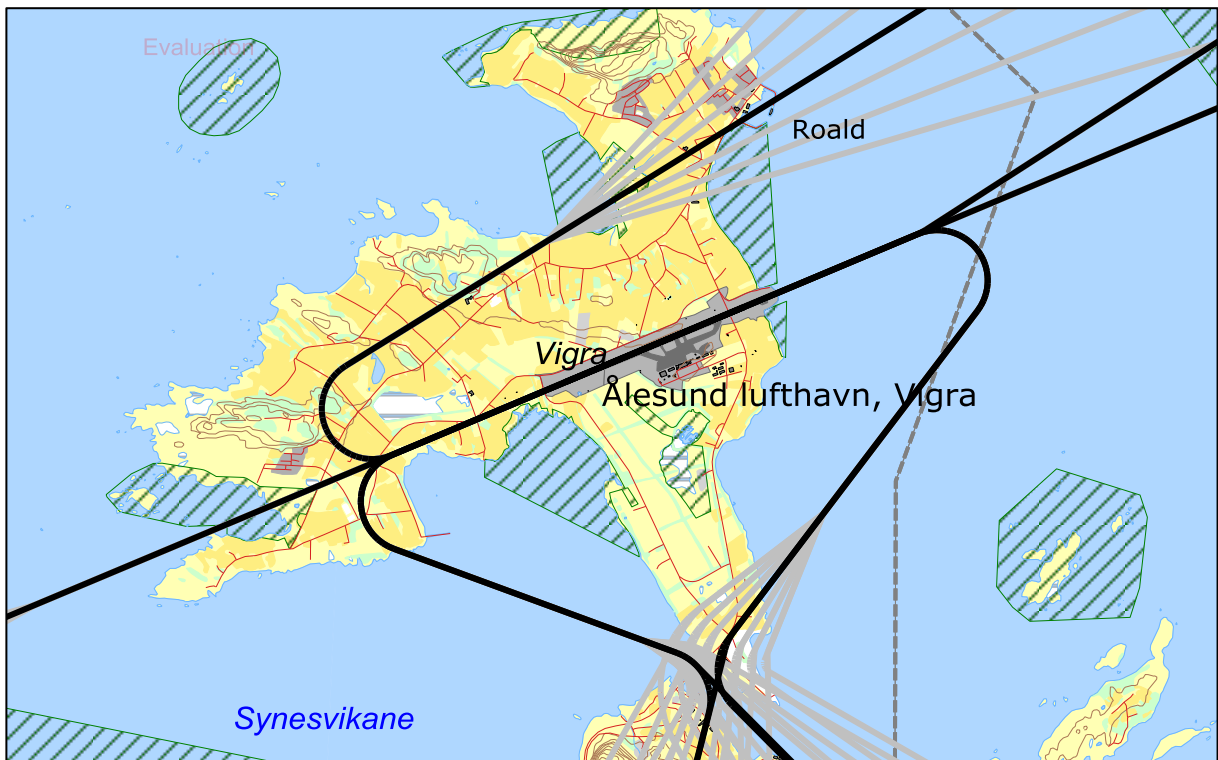 Evaluation
Roald
Vigra
Ålesund lufthavn, Vigra
Synesvikane